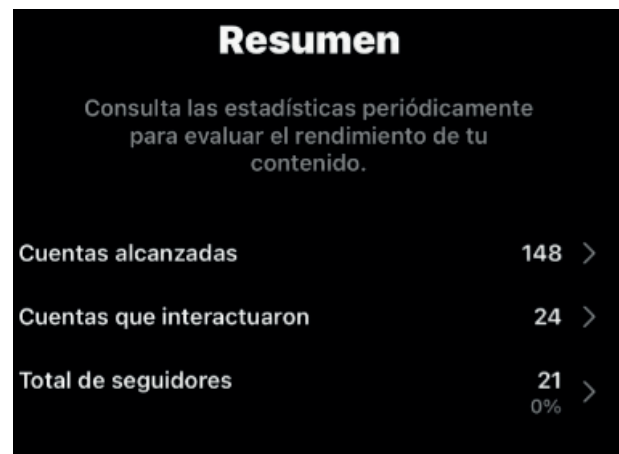 Resumen
Consulta las estadísticas periódicamente
para evaluar el rendimiento de tu
contenido.
Cuentas alcanzadas 148
Cuentas que interactuaron 24
Total de seguidores 21
0%